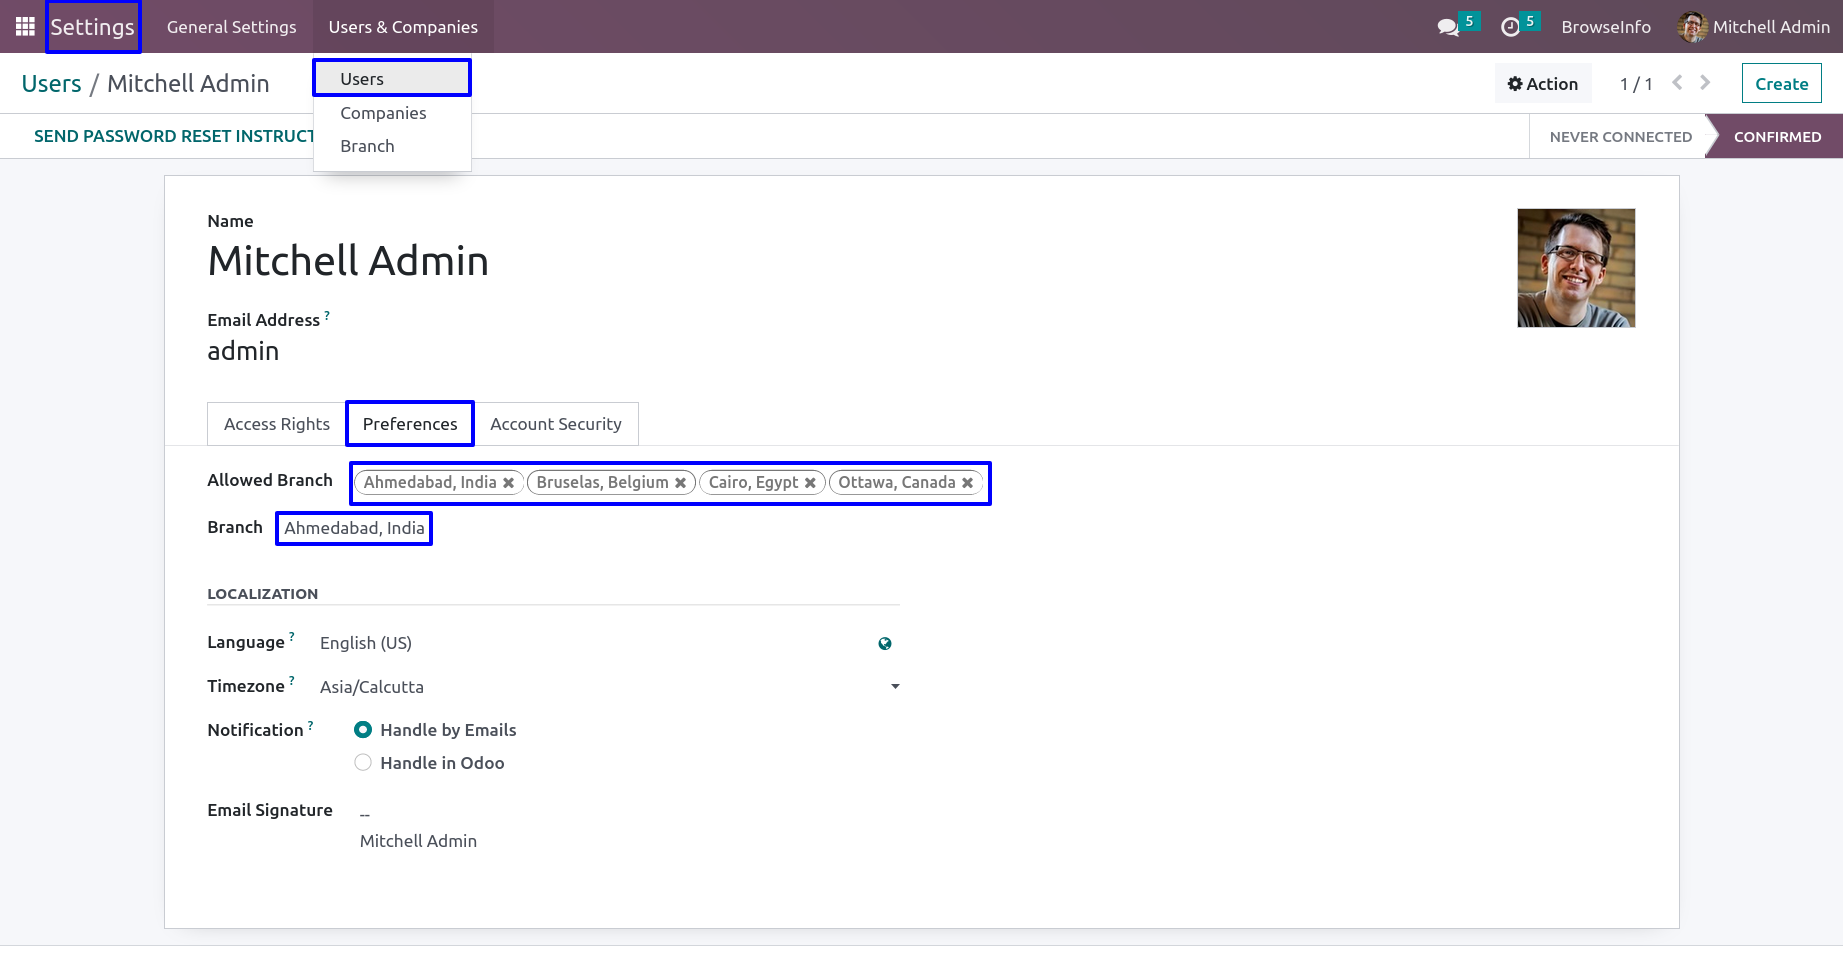 Settings General Settings Users & Companies 5 5 BrowseInfo Mitchell Admin
Users / Mitchell Admin Users Action 1 / 1 Create
Companies
SEND PASSWORD RESET INSTRUCT NEVER CONNECTED CONFIRMED
Branch
Name
Mitchell Admin
Email Address ?
admin
Access Rights Preferences Account Security
Allowed Branch Ahmedabad, India ✖ Bruselas, Belgium ✖ Cairo, Egypt ✖ Ottawa, Canada ✖
Branch Ahmedabad, India
LOCALIZATION
Language ? English (US)
Timezone ? Asia/Calcutta
Notification ? Handle by Emails
Handle in Odoo
Email Signature --
Mitchell Admin